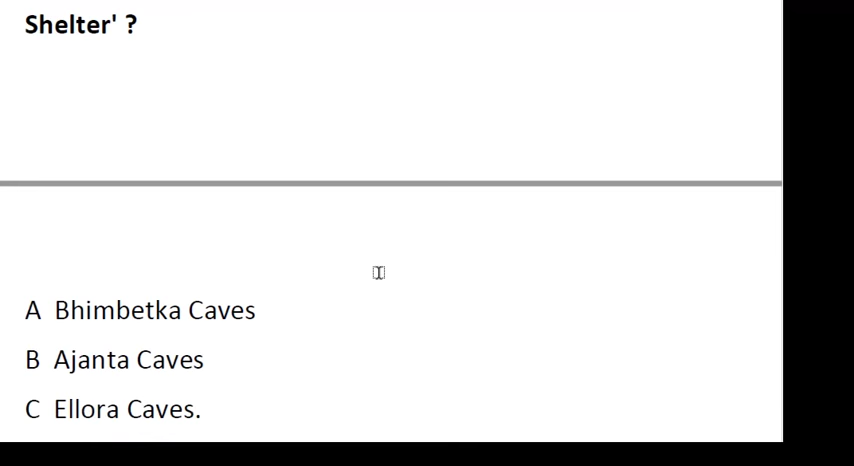 Shelter' ?
A Bhimbetka Caves
B Ajanta Caves
C Ellora Caves.